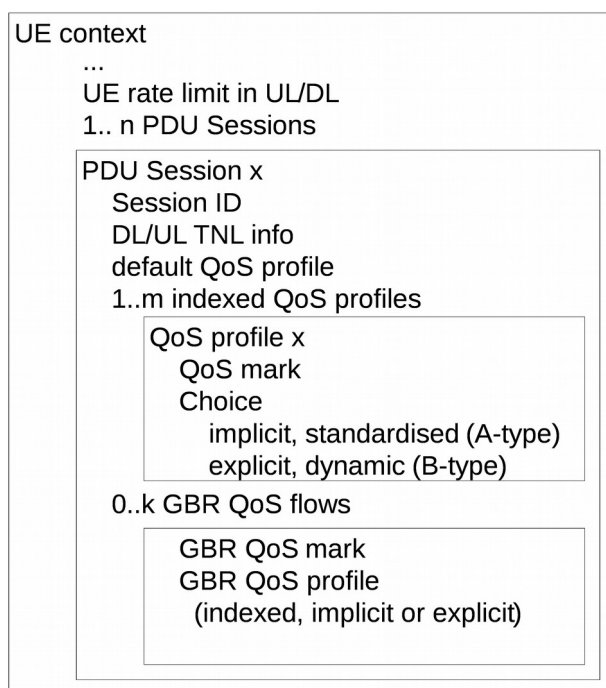 UE context
...
UE rate limit in UL/DL
1.. n PDU Sessions
PDU Session x
Session ID
DL/UL TNL info
default QoS profile
1..m indexed QoS profiles
QoS profile x
QoS mark
Choice
implicit, standardised (A-type)
explicit, dynamic (B-type)
0..k GBR QoS flows
GBR QoS mark
GBR QoS profile
(indexed, implicit or explicit)